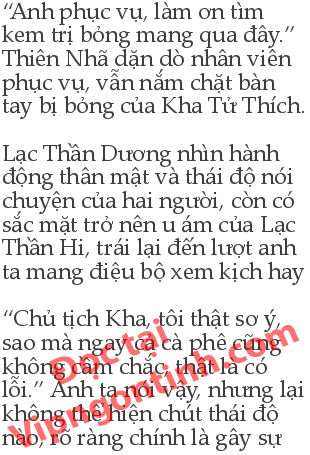 “Anh phục vụ, làm ơn tìm
kem trị bỏng mang qua đây.”
Thiên Nhã dặn dò nhân viên
phục vụ, vẫn nắm chặt bàn
tay bị bỏng của Kha Tử Thích.
Lạc Thần Dương nhìn hành
động thân mật và thái độ nói
chuyện của hai người, còn có
sắc mặt trở nên u ám của Lạc
Thần Hi, trái lại đến lượt anh
ta mang điệu bộ xem kịch hay
“Chủ tịch Kha, tôi thật sơ ý,
sao mà ngay cả cà phê cũng
không cầm chắc, thật là có
lỗi.” Anh ta nói vậy, nhưng lại
không thể hiện chút thái độ
nào, rõ ràng chính là gây sự
Đọc tại
Vipngontinh.com